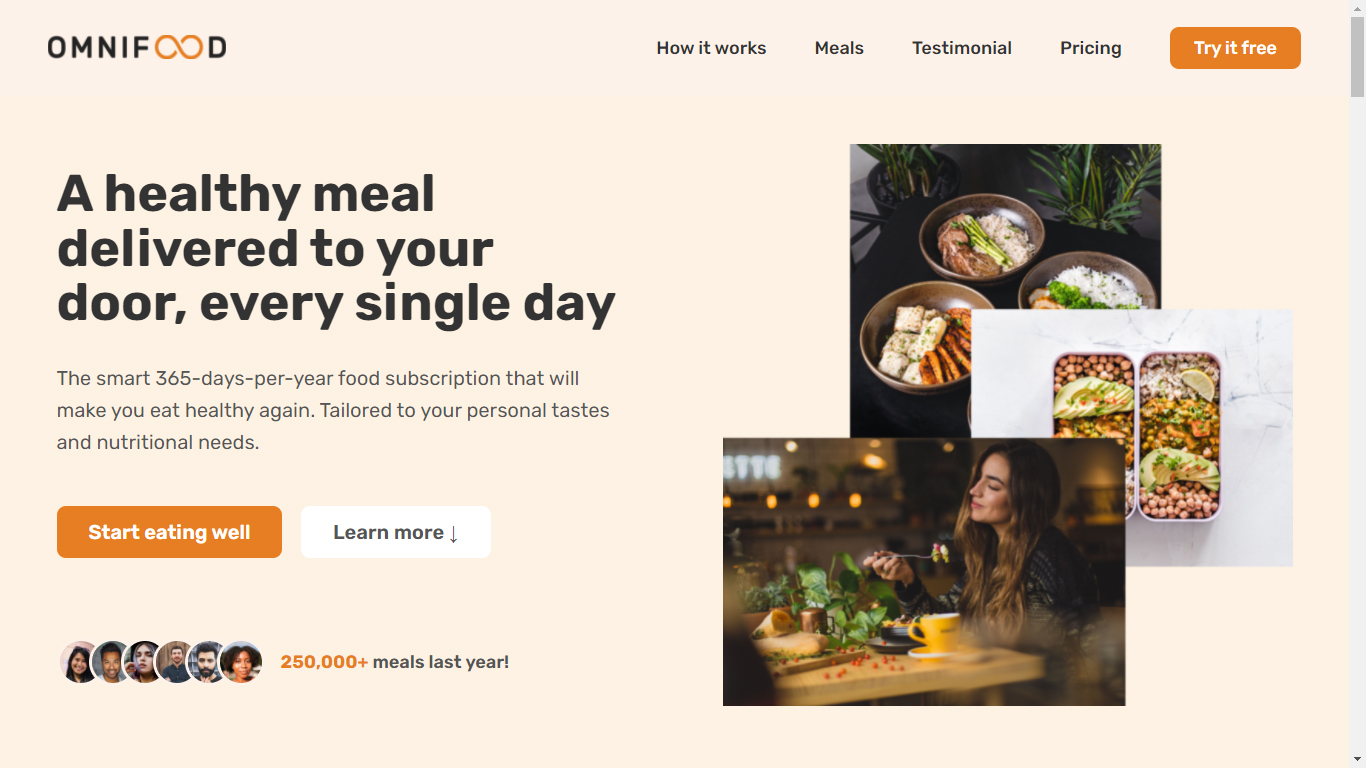 OMNIFOOD
How it works
Meals
Testimonial
Pricing
Try it free
A healthy meal
delivered to your
door, every single day
The smart 365-days-per-year food subscription that will
make you eat healthy again. Tailored to your personal tastes
and nutritional needs.
Start eating well
Learn more ↓
250,000+ meals last year!